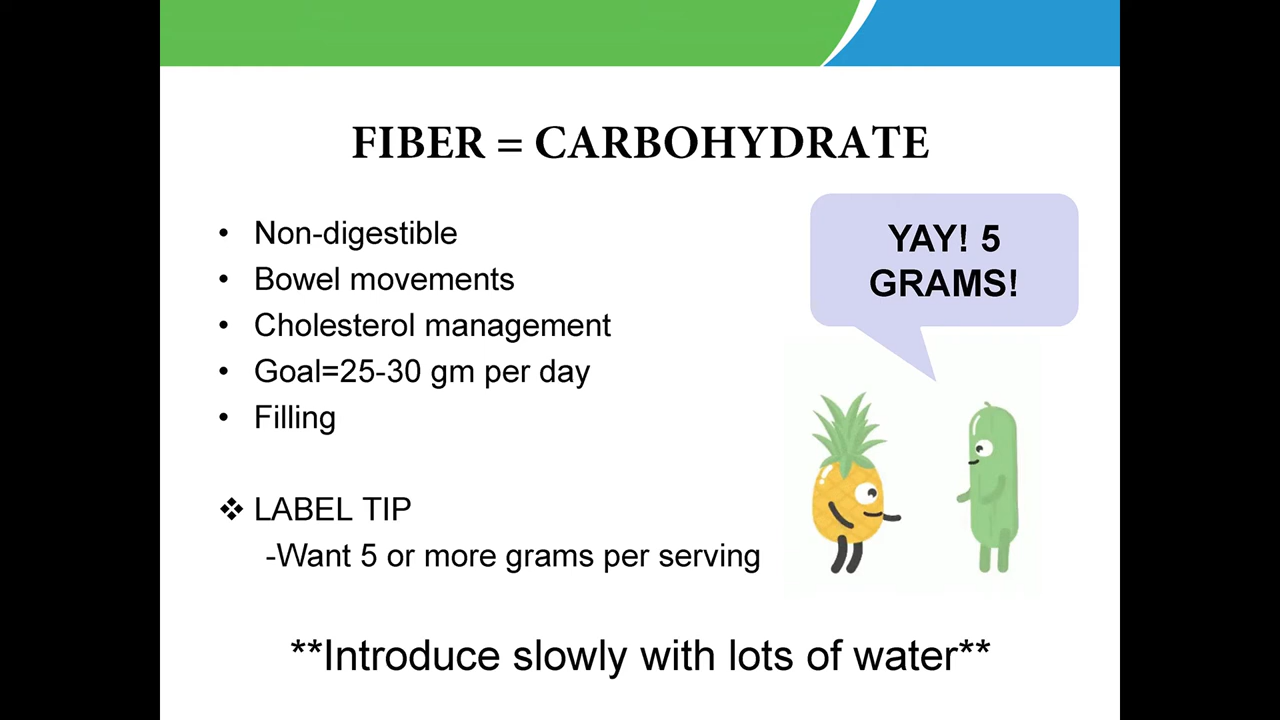 FIBER = CARBOHYDRATE
• Non-digestible
• Bowel movements
• Cholesterol management
• Goal=25-30 gm per day
• Filling
❖ LABEL TIP
-Want 5 or more grams per serving
YAY! 5
GRAMS!
**Introduce slowly with lots of water**